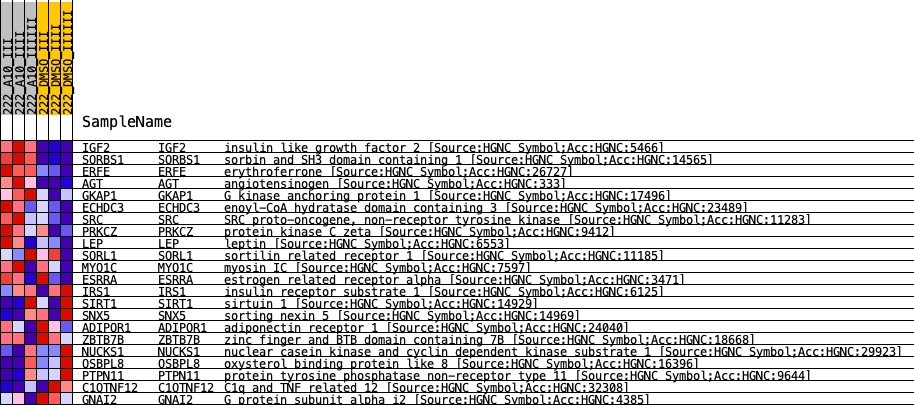 222_A10_III
222_A10_IIII
222_A10_IIIIII
222_DMSO_III
222_DMSO_IIII
222_DMSO_IIIIII
SampleName
IGF2 IGF2 insulin like growth factor 2 [Source:HGNC Symbol;Acc:HGNC:5466]
SORBS1 SORBS1 sorbin and SH3 domain containing 1 [Source:HGNC Symbol;Acc:HGNC:14565]
ERFE ERFE erythroferrone [Source:HGNC Symbol;Acc:HGNC:26727]
AGT AGT angiotensinogen [Source:HGNC Symbol;Acc:HGNC:333]
GKAP1 GKAP1 G kinase anchoring protein 1 [Source:HGNC Symbol;Acc:HGNC:17496]
ECHDC3 ECHDC3 enoyl-CoA hydratase domain containing 3 [Source:HGNC Symbol;Acc:HGNC:23489]
SRC SRC SRC proto-oncogene, non-receptor tyrosine kinase [Source:HGNC Symbol;Acc:HGNC:11283]
PRKCZ PRKCZ protein kinase C zeta [Source:HGNC Symbol;Acc:HGNC:9412]
LEP LEP leptin [Source:HGNC Symbol;Acc:HGNC:6553]
SORL1 SORL1 sortilin related receptor 1 [Source:HGNC Symbol;Acc:HGNC:11185]
MYO1C MYO1C myosin IC [Source:HGNC Symbol;Acc:HGNC:7597]
ESRRA ESRRA estrogen related receptor alpha [Source:HGNC Symbol;Acc:HGNC:3471]
IRS1 IRS1 insulin receptor substrate 1 [Source:HGNC Symbol;Acc:HGNC:6125]
SIRT1 SIRT1 sirtuin 1 [Source:HGNC Symbol;Acc:HGNC:14929]
SNX5 SNX5 sorting nexin 5 [Source:HGNC Symbol;Acc:HGNC:14969]
ADIPOR1 ADIPOR1 adiponectin receptor 1 [Source:HGNC Symbol;Acc:HGNC:24040]
ZBTB7B ZBTB7B zinc finger and BTB domain containing 7B [Source:HGNC Symbol;Acc:HGNC:18668]
NUCKS1 NUCKS1 nuclear casein kinase and cyclin dependent kinase substrate 1 [Source:HGNC Symbol;Acc:HGNC:29923]
OSBPL8 OSBPL8 oxysterol binding protein like 8 [Source:HGNC Symbol;Acc:HGNC:16396]
PTPN11 PTPN11 protein tyrosine phosphatase non-receptor type 11 [Source:HGNC Symbol;Acc:HGNC:9644]
C1QTNF12 C1QTNF12 C1q and TNF related 12 [Source:HGNC Symbol;Acc:HGNC:32308]
GNAI2 GNAI2 G protein subunit alpha i2 [Source:HGNC Symbol;Acc:HGNC:4385]